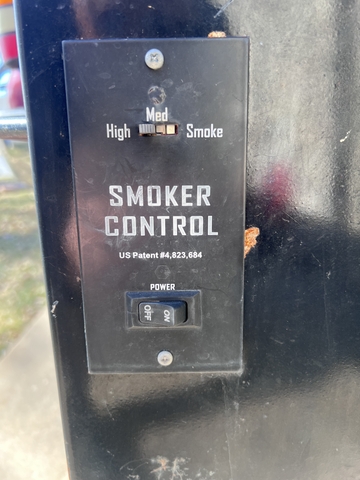 Med
High Smoke
SMOKER
CONTROL
US Patent #4,823,684
POWER
OFF ON